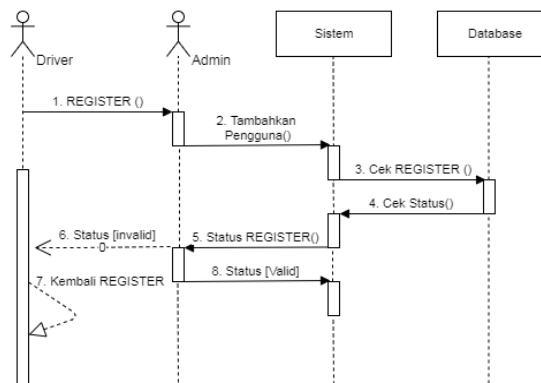 Driver
Admin
Sistem
Database
1. REGISTER ()
2. Tambahkan
Pengguna()
3. Cek REGISTER ()
4. Cek Status()
5. Status REGISTER()
6. Status [invalid]
()
7. Kembali REGISTER
8. Status [Valid]